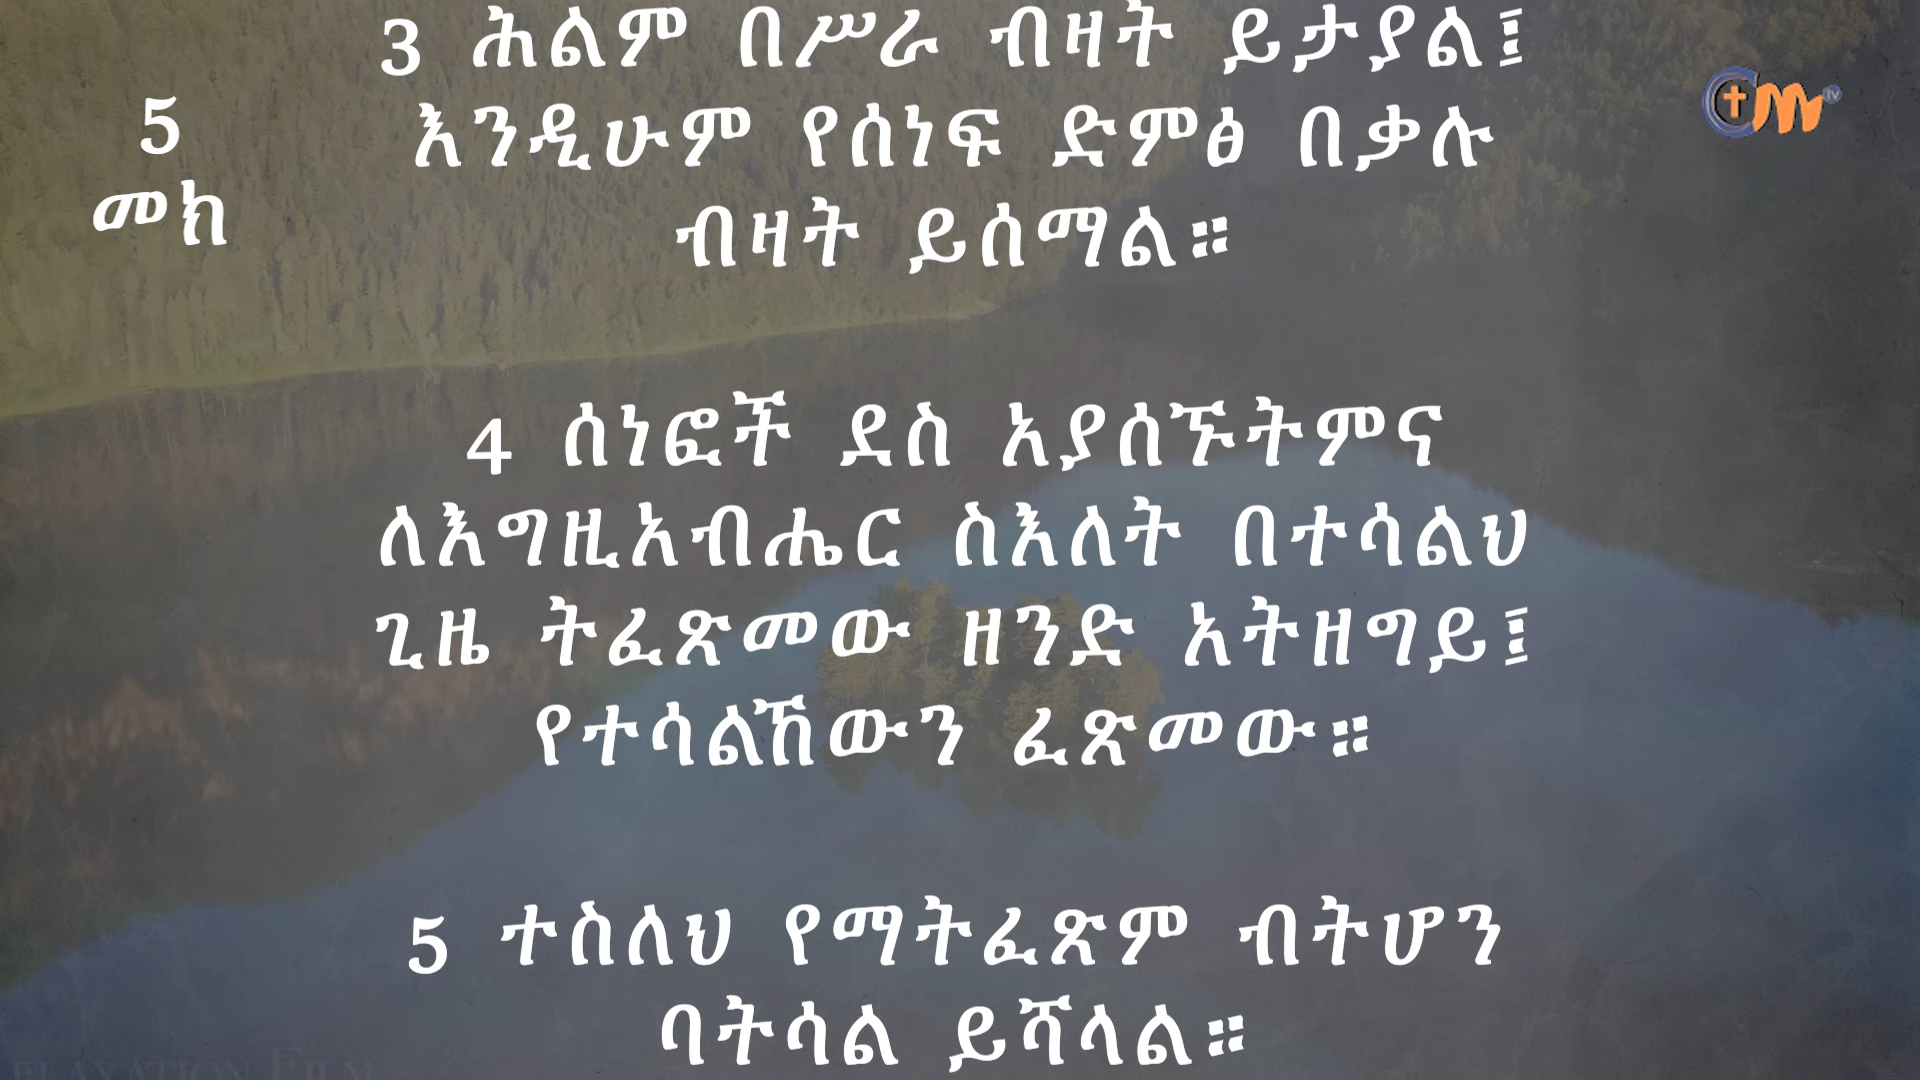 5
መክ
3 ሕልም በሥራ ብዛት ይታያል፤
እንዲሁም የሰነፍ ድምፅ በቃሉ
ብዛት ይሰማል።
4 ሰነፎች ደስ አያሰኙትምና
ለእግዚአብሔር ስእለት በተሳልህ
ጊዜ ትፈጽመው ዘንድ አትዘግይ፤
የተሳልኸውን ፈጽመው።
5 ተስለህ የማትፈጽም ብትሆን
ባትሳል ይሻላል።
tv